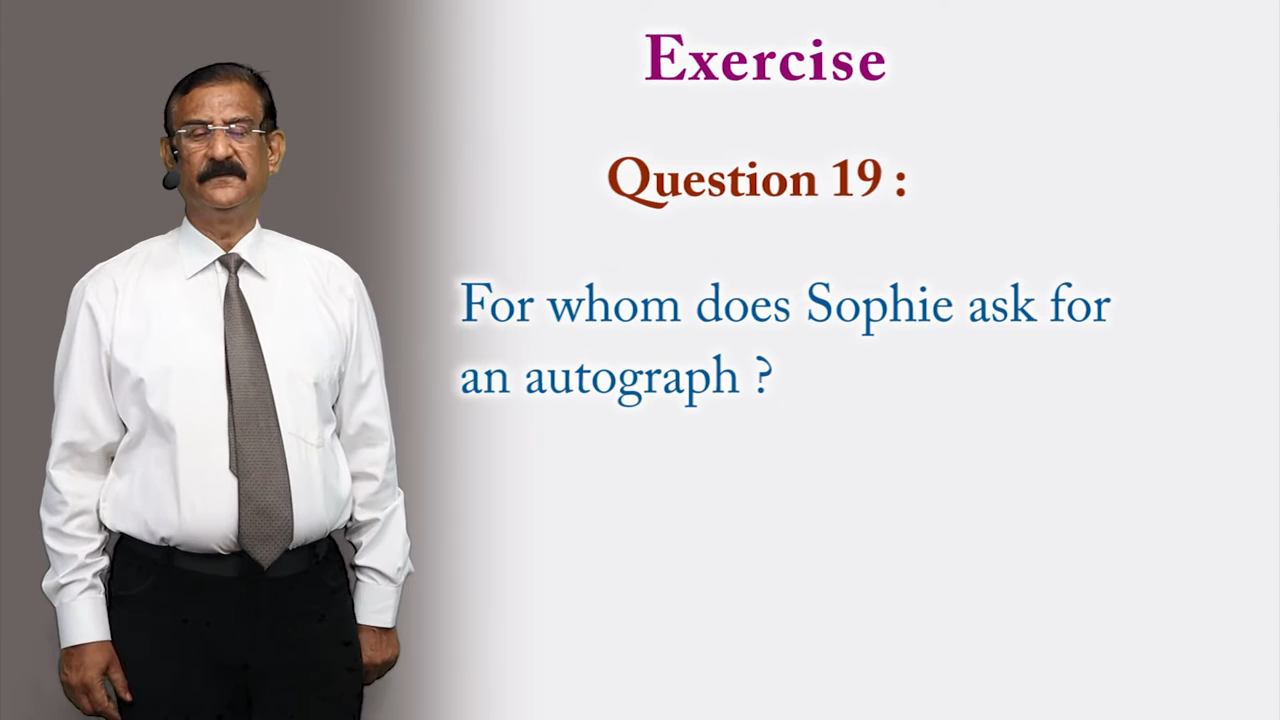 Exercise
Question 19 :
For whom does Sophie ask for
an autograph ?